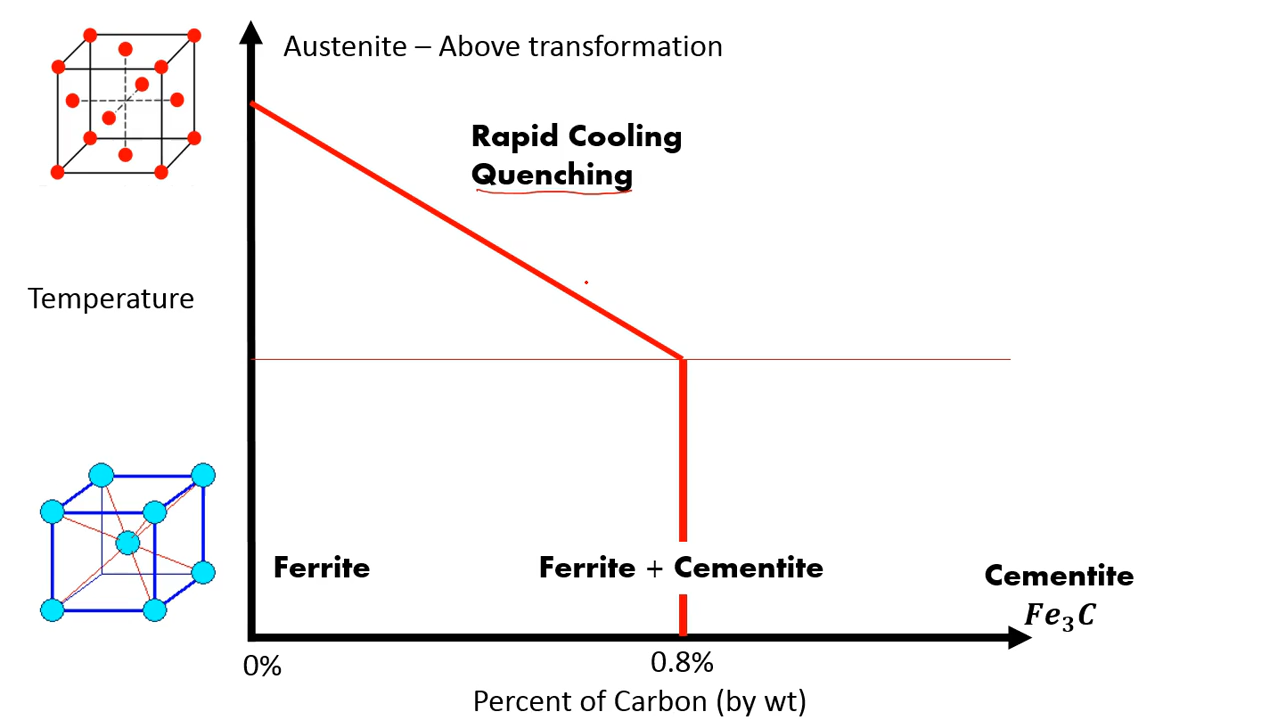 Austenite – Above transformation
Rapid Cooling
Quenching
Temperature
Ferrite
Ferrite + Cementite
Cementite
Fe₃C
0%
0.8%
Percent of Carbon (by wt)